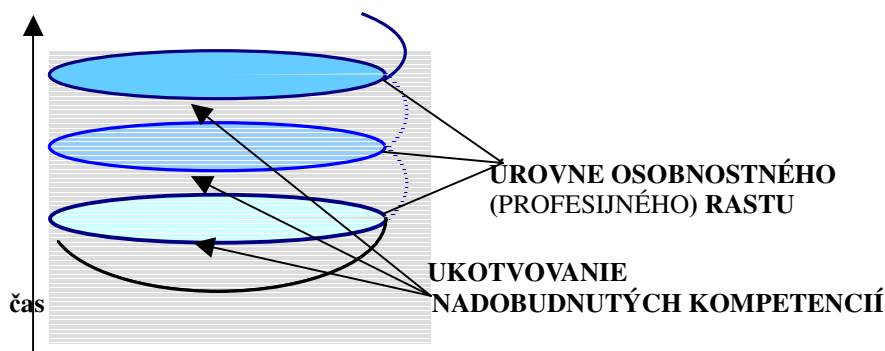 ÚROVNE OSOBNOSTNÉHO
(PROFESIJNÉHO) RASTU
UKOTVOVANIE
NADOBUDNUTÝCH KOMPETENCIÍ
čas